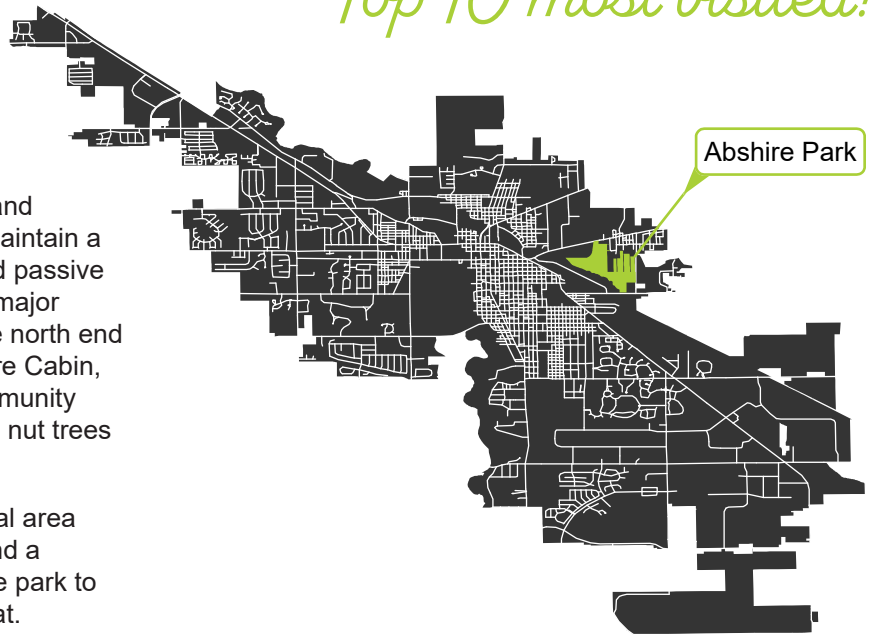 Top 10 most visited!
Abshire Park
and
aintain a
d passive
major
e north end
re Cabin,
munity
nut trees
al area
nd a
e park to
at.